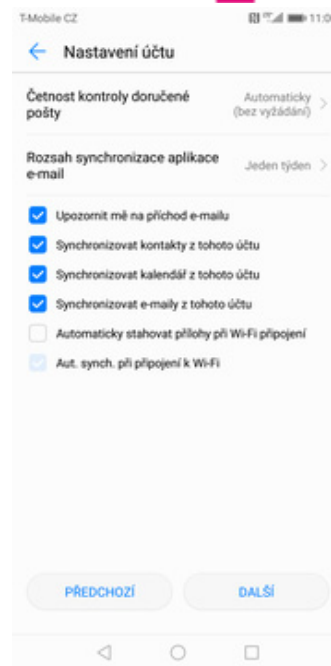 T-Mobile CZ 11:0
Nastavení účtu
Četnost kontroly doručené
pošty
Automaticky
(bez vyžádání)
Rozsah synchronizace aplikace
e-mail
Jeden týden
Upozornit mě na příchod e-mailu
Synchronizovat kontakty z tohoto účtu
Synchronizovat kalendář z tohoto účtu
Synchronizovat e-maily z tohoto účtu
Automaticky stahovat přílohy při Wi-Fi připojení
Aut. synch. při připojení k Wi-Fi
PŘEDCHOZÍ
DALŠÍ